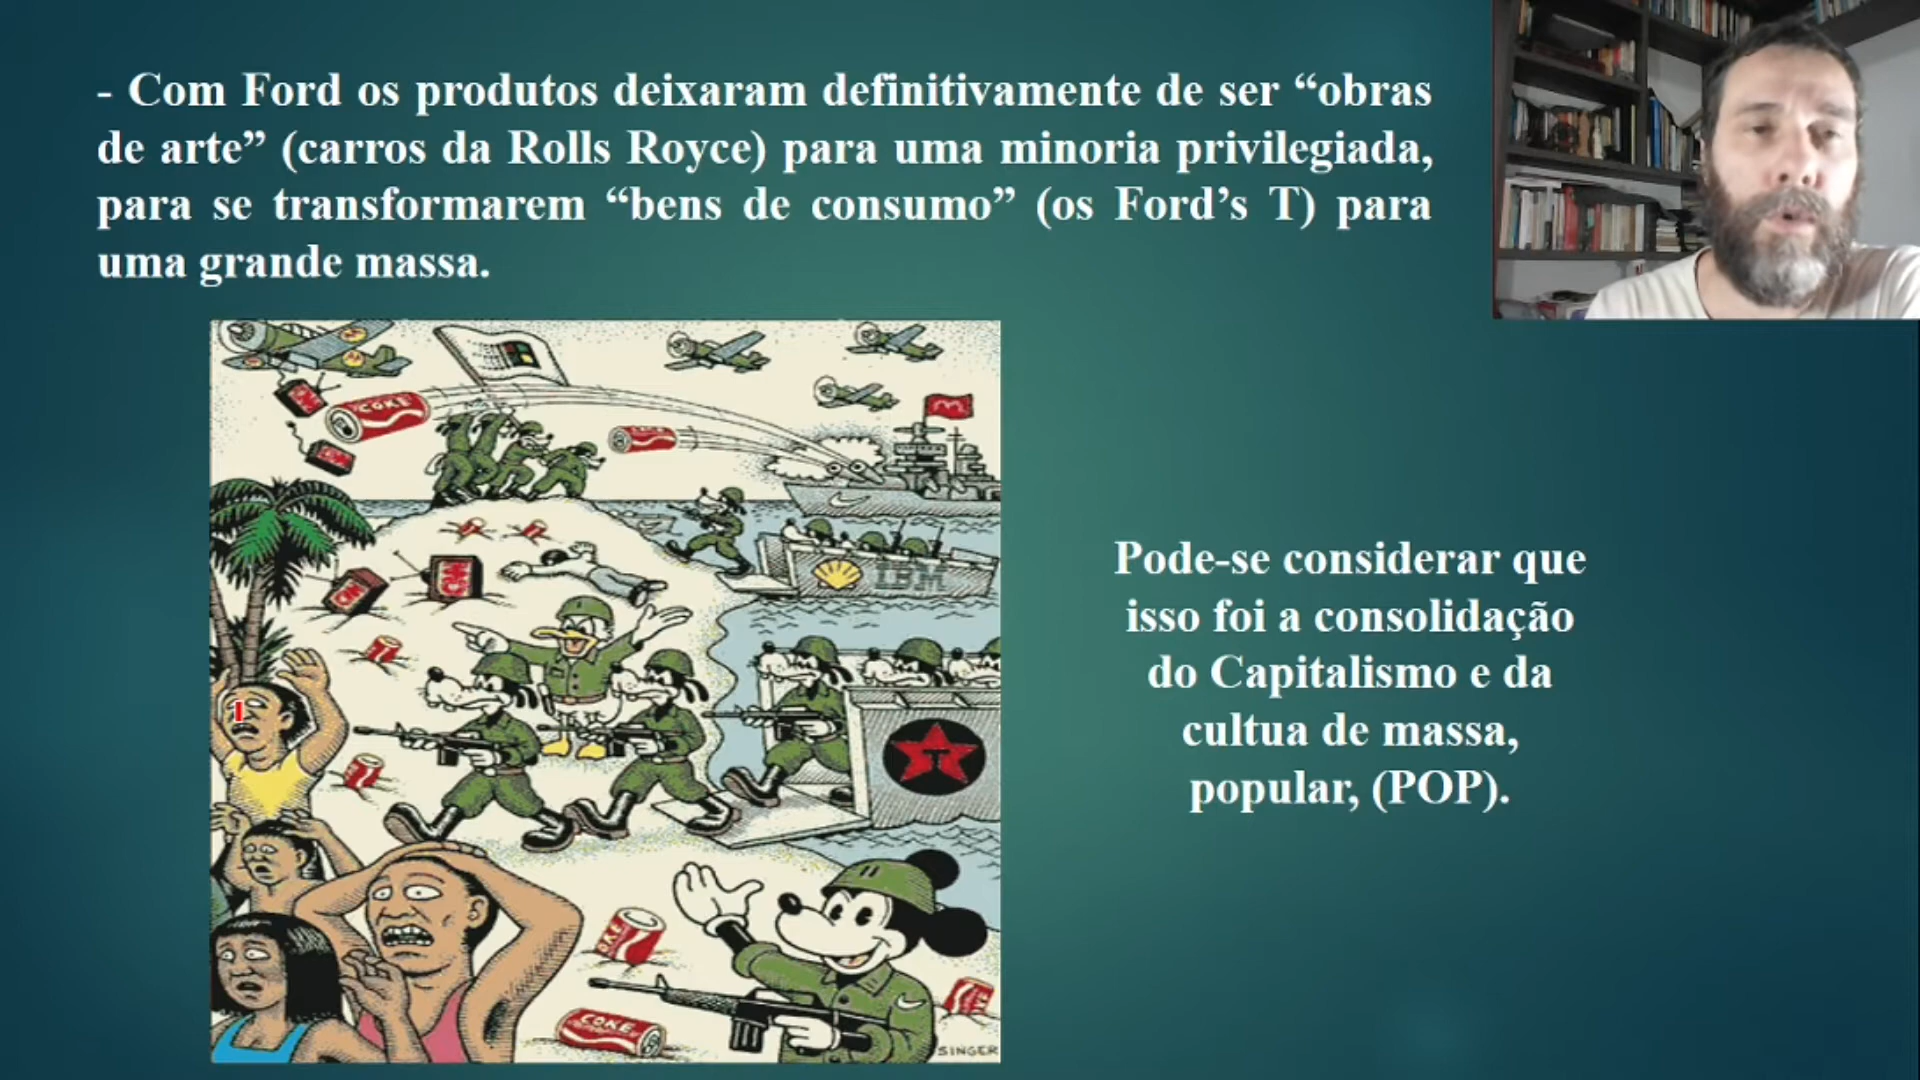 - Com Ford os produtos deixaram definitivamente de ser “obras
de arte” (carros da Rolls Royce) para uma minoria privilegiada,
para se transformarem “bens de consumo” (os Ford’s T) para
uma grande massa.
COKE
IBM
T
Pode-se considerar que
isso foi a consolidação
do Capitalismo e da
cultua de massa,
popular, (POP).
COKE
COKE
SINGER